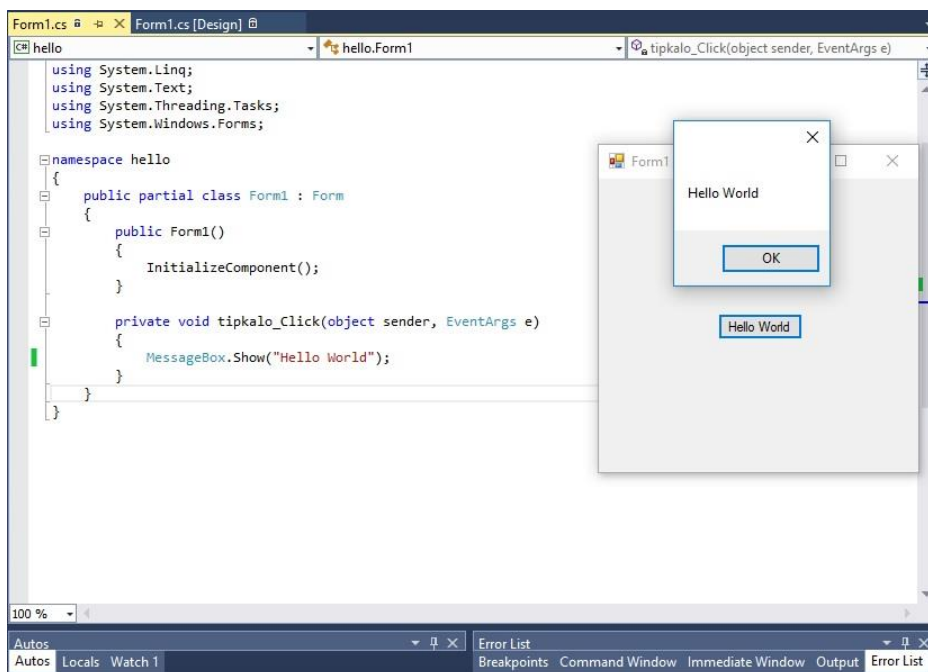 Form1.cs Form1.cs [Design]
hello hello.Form1 tipkalo_Click(object sender, EventArgs e)
using System.Linq;
using System.Text;
using System.Threading.Tasks;
using System.Windows.Forms;
namespace hello
{
public partial class Form1 : Form
{
public Form1()
{
InitializeComponent();
}
private void tipkalo_Click(object sender, EventArgs e)
{
MessageBox.Show("Hello World");
}
}
}
Form1
Hello World
OK
Hello World
100 %
Autos
Autos Locals Watch 1
Error List
Breakpoints Command Window Immediate Window Output Error List